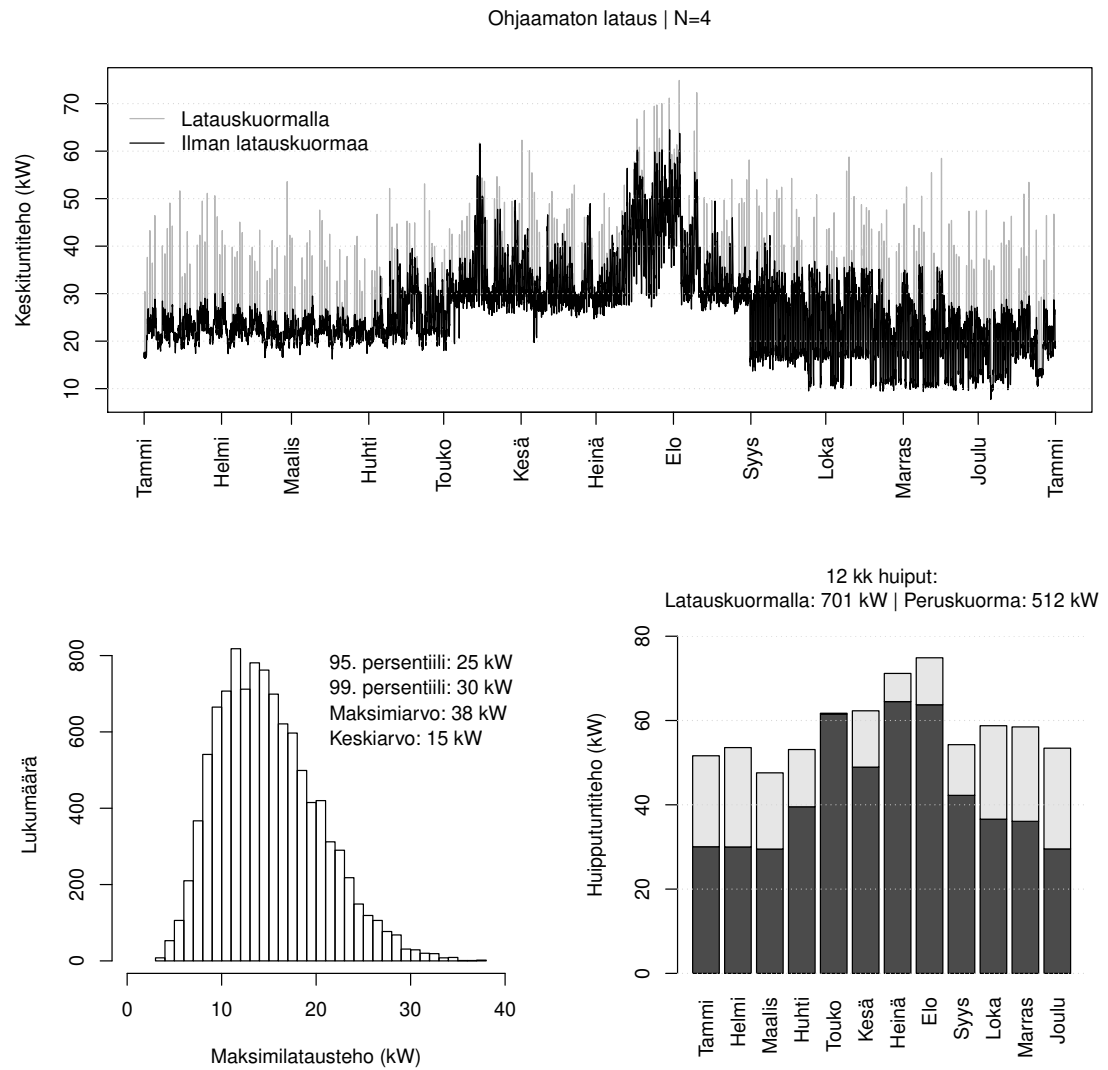 Ohjaamaton lataus | N=4
Keskituntiteho (kW)
70
60
50
40
30
20
10
Latauskuormalla
Ilman latauskuormaa
Tammi
Helmi
Maalis
Huhti
Touko
Kesä
Heinä
Elo
Syys
Loka
Marras
Joulu
Tammi
Lukumäärä
800
600
400
200
0
95. persentiili: 25 kW
99. persentiili: 30 kW
Maksimiarvo: 38 kW
Keskiarvo: 15 kW
0
10
20
30
40
Maksimilatausteho (kW)
12 kk huiput:
Latauskuormalla: 701 kW | Peruskuorma: 512 kW
Huipputuntiteho (kW)
80
60
40
20
0
Tammi
Helmi
Maalis
Huhti
Touko
Kesä
Heinä
Elo
Syys
Loka
Marras
Joulu